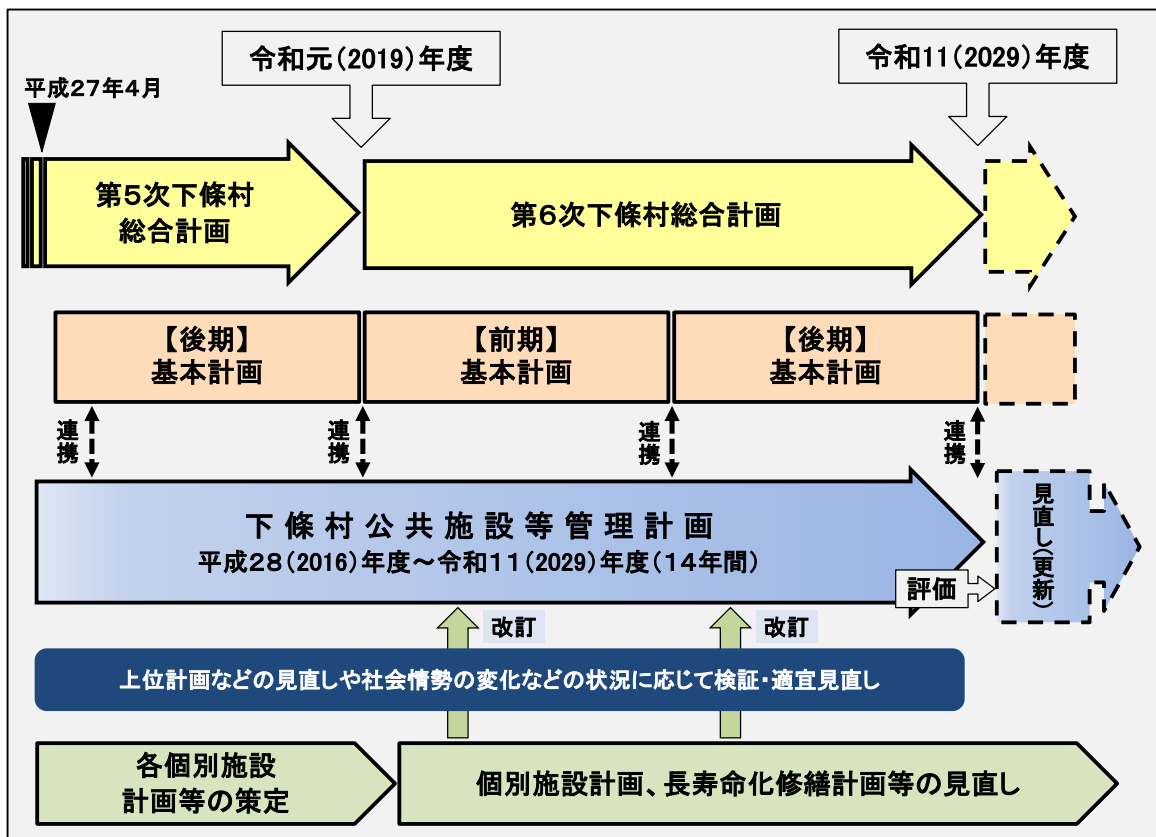 令和元(2019)年度
令和11(2029)年度
平成27年4月
第5次下條村
総合計画
第6次下條村総合計画
【後期】
基本計画
【前期】
基本計画
【後期】
基本計画
連携
連携
連携
連携
下條村公共施設等管理計画
平成28(2016)年度～令和11(2029)年度(14年間)
見直し(更新)
評価
改訂
改訂
上位計画などの見直しや社会情勢の変化などの状況に応じて検証・適宜見直し
各個別施設
計画等の策定
個別施設計画、長寿命化修繕計画等の見直し